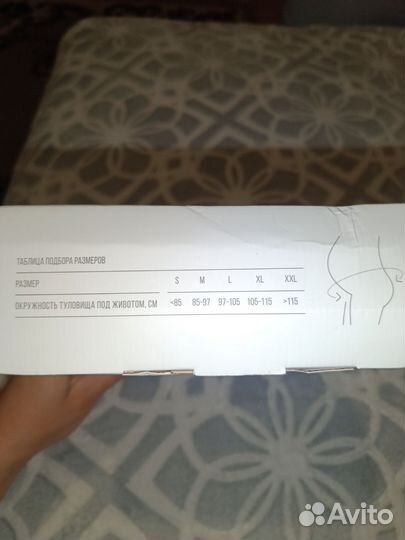 ТАБЛИЦА ПОДБОРА РАЗМЕРОВ
РАЗМЕР S M L XL XXL
ОКРУЖНОСТЬ ТУЛОВИЩА ПОД ЖИВОТОМ, СМ <85 85-97 97-105 105-115 >115
Avito